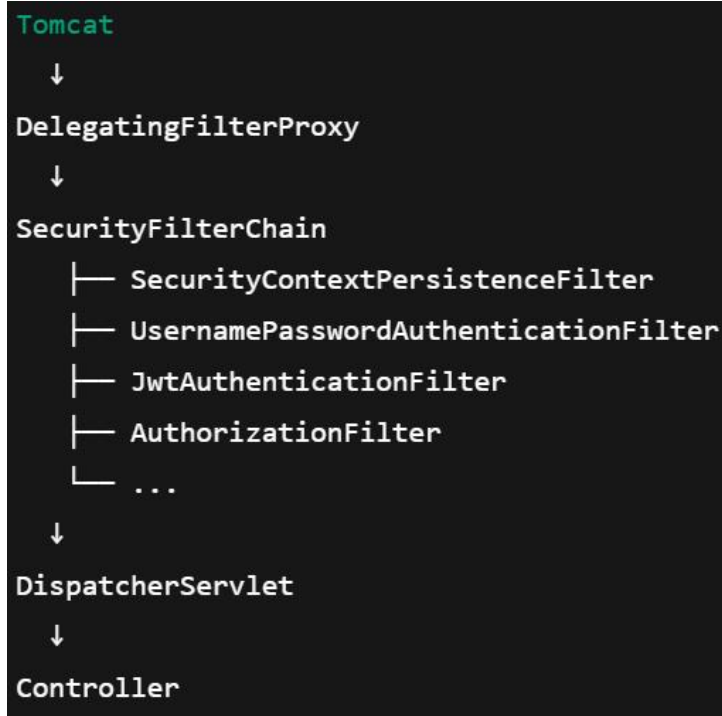 Tomcat
↓
DelegatingFilterProxy
↓
SecurityFilterChain
├── SecurityContextPersistenceFilter
├── UsernamePasswordAuthenticationFilter
├── JwtAuthenticationFilter
├── AuthorizationFilter
└── ...
↓
DispatcherServlet
↓
Controller